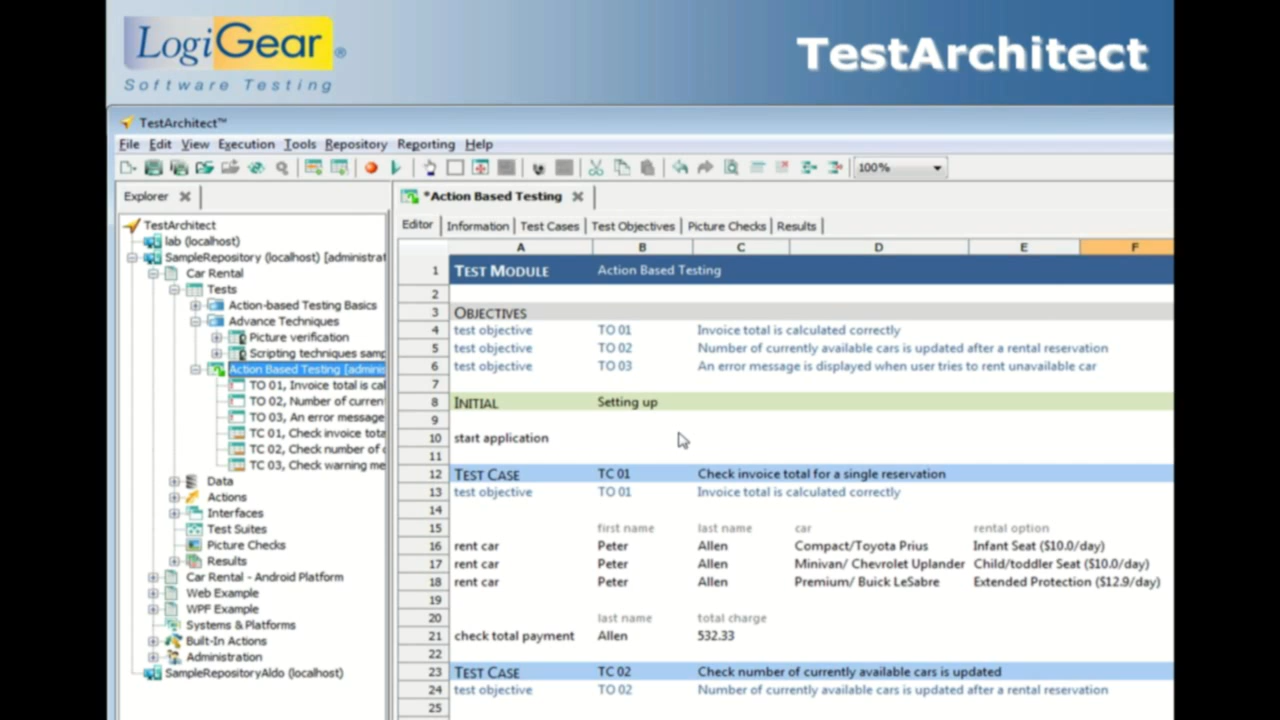 LogiGear®
Software Testing
TestArchitect
TestArchitect™
File Edit View Execution Tools Repository Reporting Help
100%
Explorer
*Action Based Testing
TestArchitect
lab (localhost)
SampleRepository (localhost) [administrat
Car Rental
Tests
Action-based Testing Basics
Advance Techniques
Picture verification
Scripting techniques samp
Action Based Testing [adminis
TO 01, Invoice total is cal
TO 02, Number of curren
TO 03, An error message
TC 01, Check invoice tota
TC 02, Check number of c
TC 03, Check warning me
Data
Actions
Interfaces
Test Suites
Picture Checks
Results
Car Rental - Android Platform
Web Example
WPF Example
Systems & Platforms
Built-In Actions
Administration
SampleRepositoryAldo (localhost)
Editor Information Test Cases Test Objectives Picture Checks Results
A B C D E F
1 TEST MODULE Action Based Testing
2
3 OBJECTIVES
4 test objective TO 01 Invoice total is calculated correctly
5 test objective TO 02 Number of currently available cars is updated after a rental reservation
6 test objective TO 03 An error message is displayed when user tries to rent unavailable car
7
8 INITIAL Setting up
9
10 start application
11
12 TEST CASE TC 01 Check invoice total for a single reservation
13 test objective TO 01 Invoice total is calculated correctly
14
15 first name last name car rental option
16 rent car Peter Allen Compact/Toyota Prius Infant Seat ($10.0/day)
17 rent car Peter Allen Minivan/ Chevrolet Uplander Child/toddler Seat ($10.0/day)
18 rent car Peter Allen Premium/ Buick LeSabre Extended Protection ($12.9/day)
19
20 last name total charge
21 check total payment Allen 532.33
22
23 TEST CASE TC 02 Check number of currently available cars is updated
24 test objective TO 02 Number of currently available cars is updated after a rental reservation
25